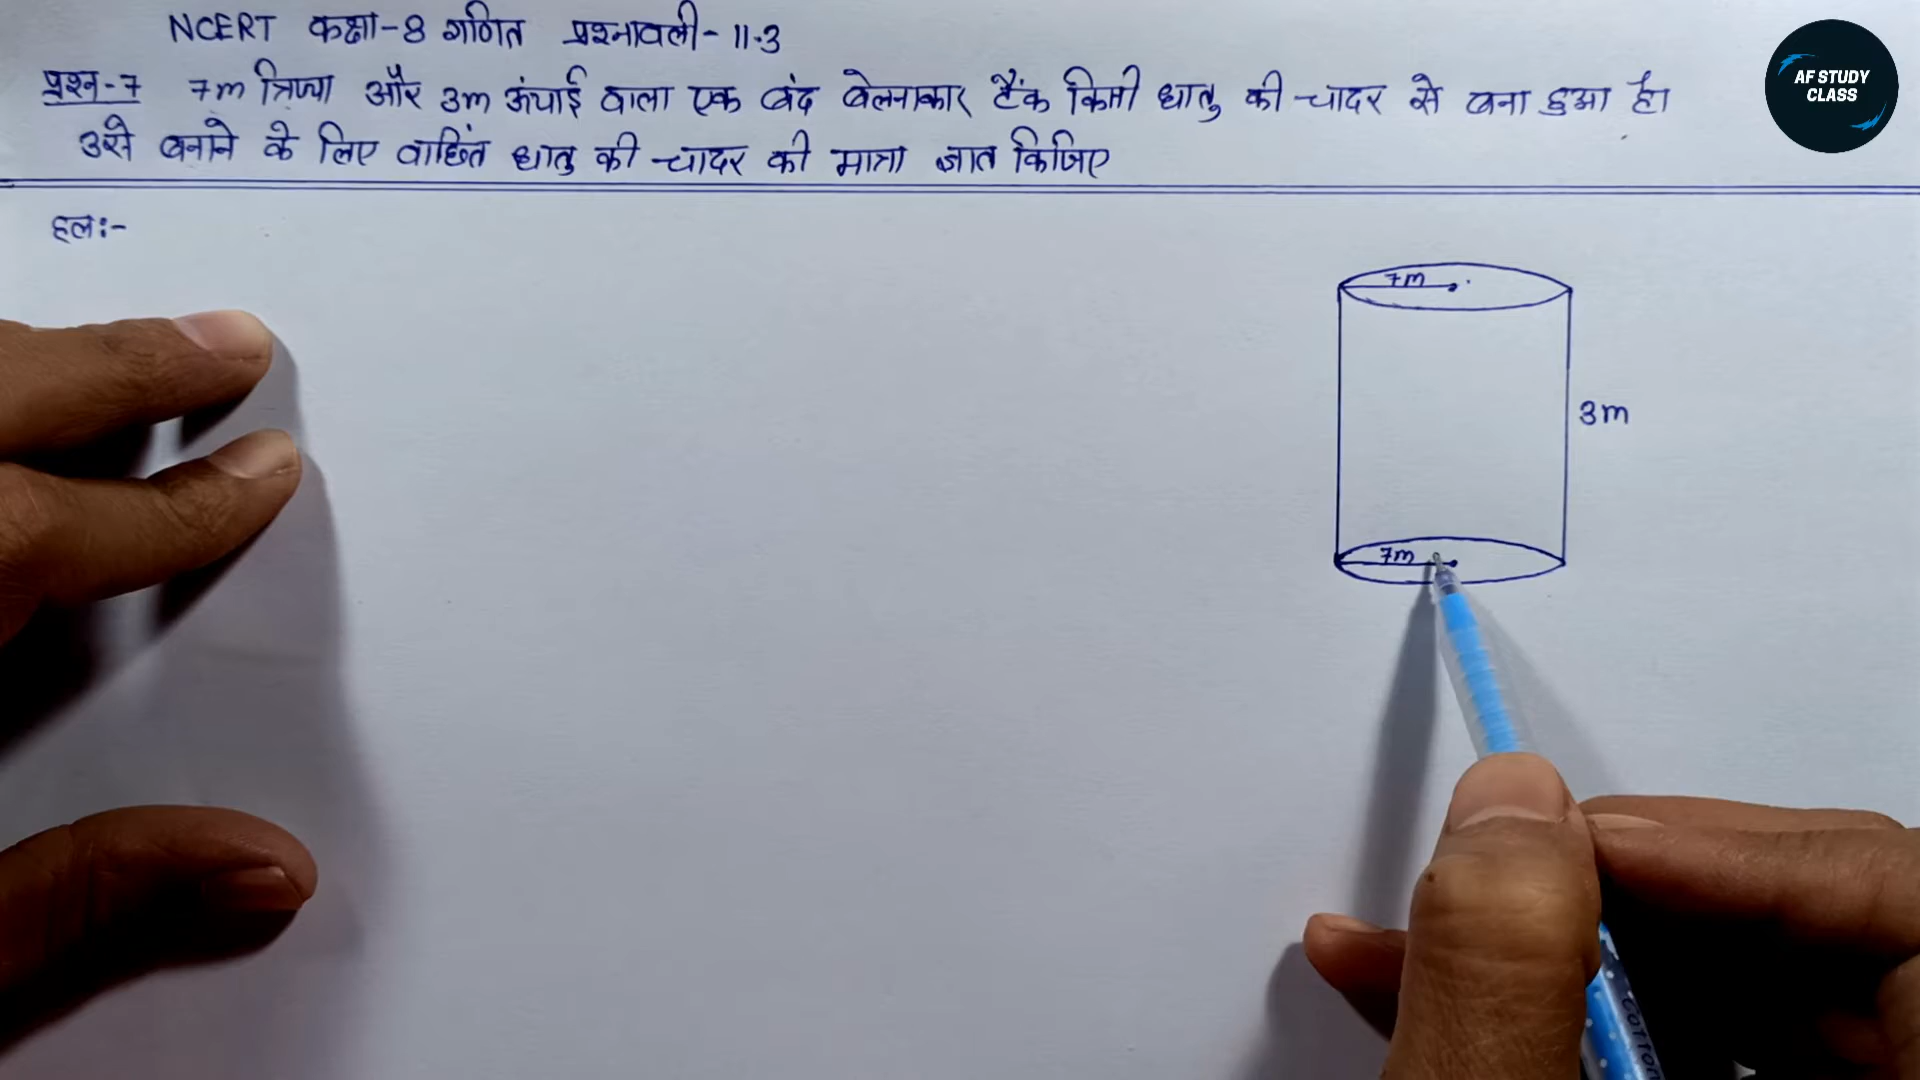 NCERT कक्षा-8 गणित प्रश्नावली-11.3
प्रश्न-7 7m त्रिज्या और 3m ऊंचाई वाला एक बंद बेलनाकार टैंक किसी धातु की चादर से बना हुआ है।
उसे बनाने के लिए वांछित धातु की चादर की मात्रा ज्ञात किजिए
हल:-
7m
3m
7m
AF STUDY
CLASS
Cotton